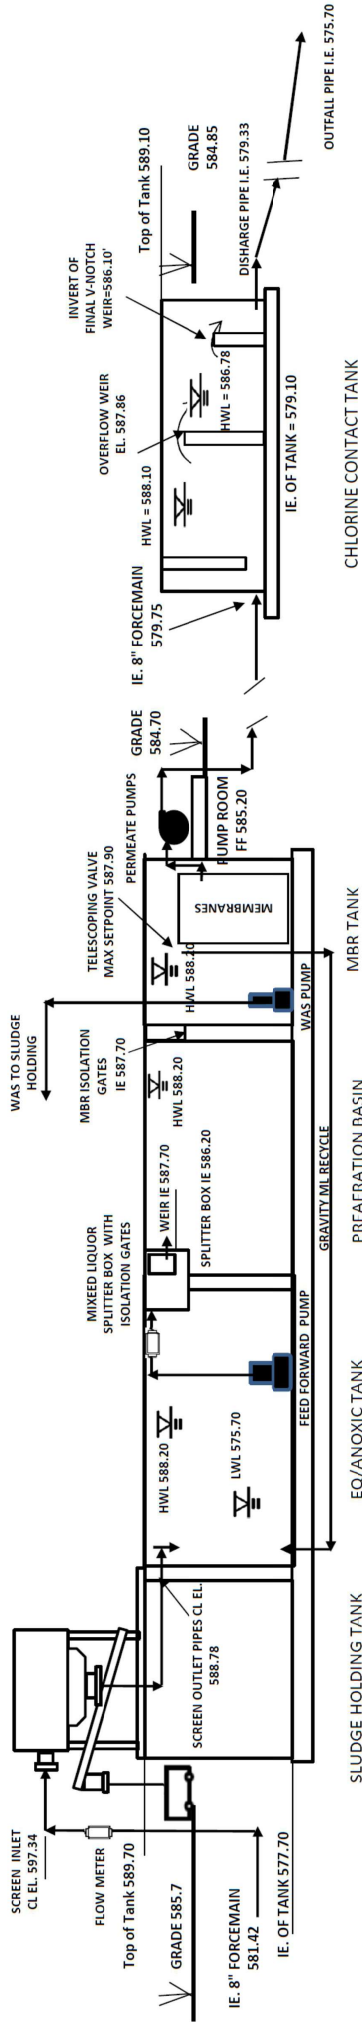 SCREEN INLET
CL EL. 597.34
FLOW METER
Top of Tank 589.70
GRADE 585.7
IE. 8" FORCEMAIN
581.42
IE. OF TANK 577.70
SCREEN OUTLET PIPES CL EL.
588.78
SLUDGE HOLDING TANK
HWL 588.20
LWL 575.70
FEED FORWARD PUMP
EQ/ANOXIC TANK
MIXEED LIQUOR
SPLITTER BOX WITH
ISOLATION GATES
WEIR IE 587.70
SPLITTER BOX IE 586.20
HWL 588.20
GRAVITY ML RECYCLE
PREAERATION BASIN
WAS TO SLUDGE
HOLDING
MBR ISOLATION
GATES
IE 587.70
TELESCOPING VALVE
MAX SETPOINT 587.90
HWL 588.20
MEMBRANES
WAS PUMP
MBR TANK
PERMEATE PUMPS
GRADE
584.70
PUMP ROOM
FF 585.20
IE. 8" FORCEMAIN
579.75
HWL = 588.10
OVERFLOW WEIR
EL. 587.86
INVERT OF
FINAL V-NOTCH
WEIR=586.10'
HWL = 586.78
IE. OF TANK = 579.10
Top of Tank 589.10
GRADE
584.85
DISHARGE PIPE I.E. 579.33
OUTFALL PIPE I.E. 575.70
CHLORINE CONTACT TANK